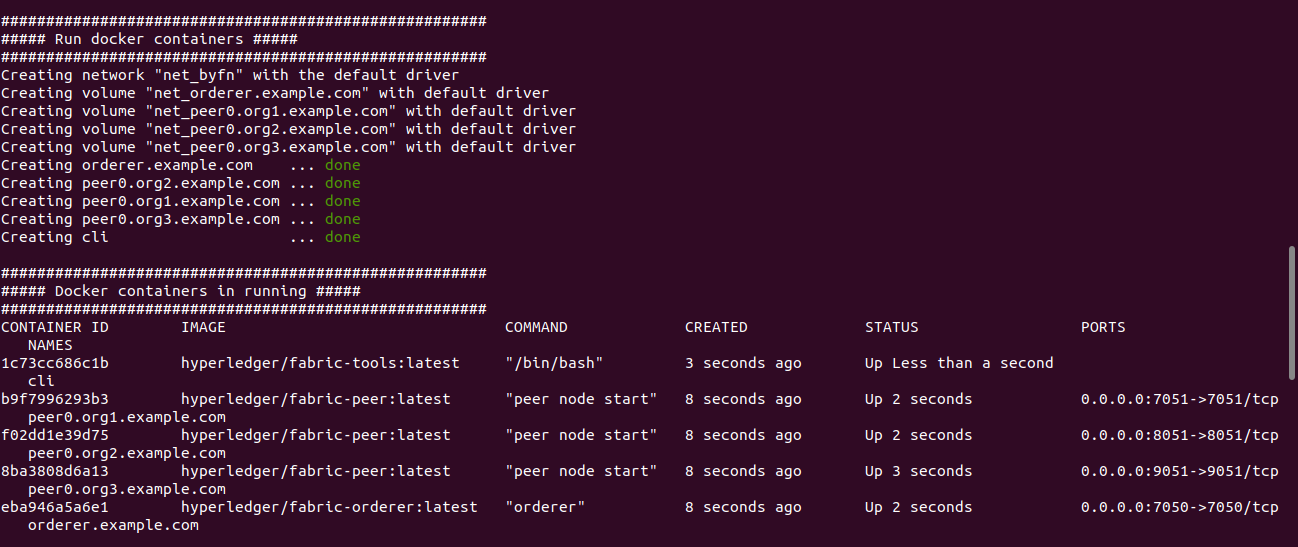 ######################################################
##### Run docker containers #####
######################################################
Creating network "net_byfn" with the default driver
Creating volume "net_orderer.example.com" with default driver
Creating volume "net_peer0.org1.example.com" with default driver
Creating volume "net_peer0.org2.example.com" with default driver
Creating volume "net_peer0.org3.example.com" with default driver
Creating orderer.example.com    ... done
Creating peer0.org2.example.com ... done
Creating peer0.org1.example.com ... done
Creating peer0.org3.example.com ... done
Creating cli                    ... done
######################################################
##### Docker containers in running #####
######################################################
CONTAINER ID        IMAGE                               COMMAND             CREATED             STATUS                  PORTS
   NAMES
1c73cc686c1b        hyperledger/fabric-tools:latest     "/bin/bash"         3 seconds ago       Up Less than a second
   cli
b9f7996293b3        hyperledger/fabric-peer:latest      "peer node start"   8 seconds ago       Up 2 seconds            0.0.0.0:7051->7051/tcp
   peer0.org1.example.com
f02dd1e39d75        hyperledger/fabric-peer:latest      "peer node start"   8 seconds ago       Up 2 seconds            0.0.0.0:8051->8051/tcp
   peer0.org2.example.com
8ba3808d6a13        hyperledger/fabric-peer:latest      "peer node start"   8 seconds ago       Up 3 seconds            0.0.0.0:9051->9051/tcp
   peer0.org3.example.com
eba946a5a6e1        hyperledger/fabric-orderer:latest   "orderer"           8 seconds ago       Up 2 seconds            0.0.0.0:7050->7050/tcp
   orderer.example.com